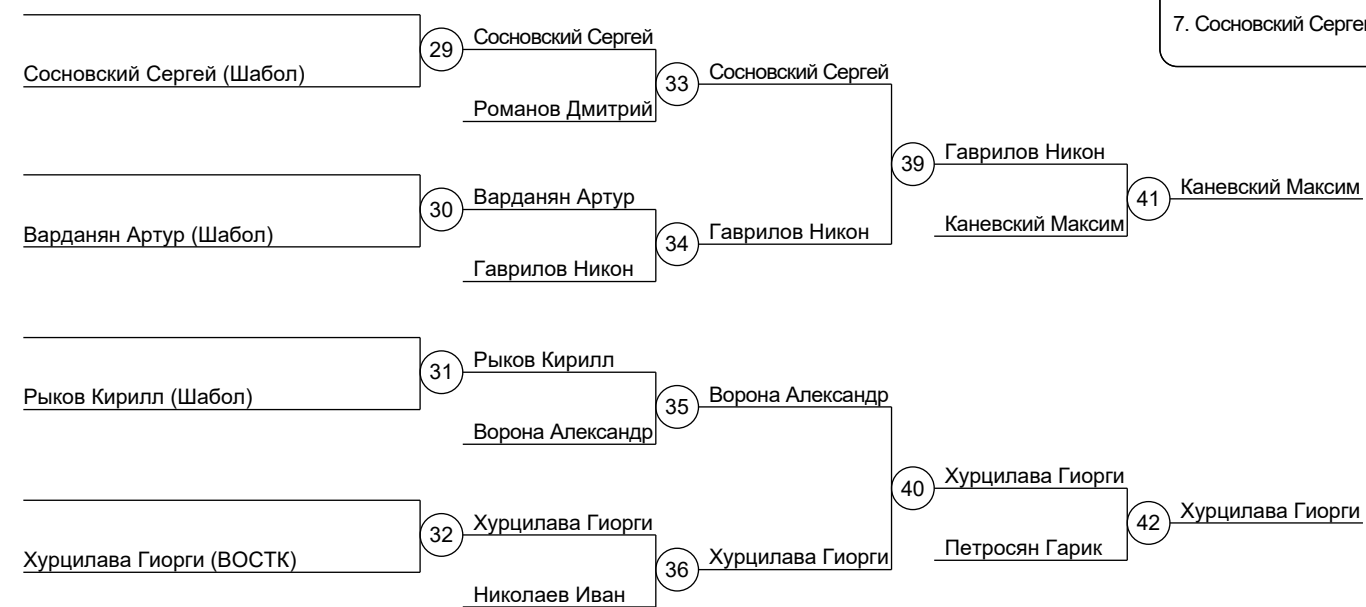 7. Сосновский Сергей
29
Сосновский Сергей (Шабол)
Сосновский Сергей
33
Романов Дмитрий
Сосновский Сергей
30
Варданян Артур (Шабол)
Варданян Артур
34
Гаврилов Никон
Гаврилов Никон
39
Гаврилов Никон
Каневский Максим
41
Каневский Максим
31
Рыков Кирилл (Шабол)
Рыков Кирилл
35
Ворона Александр
Ворона Александр
32
Хурцилава Гиорги (ВОСТК)
Хурцилава Гиорги
36
Николаев Иван
Хурцилава Гиорги
40
Хурцилава Гиорги
Петросян Гарик
42
Хурцилава Гиорги